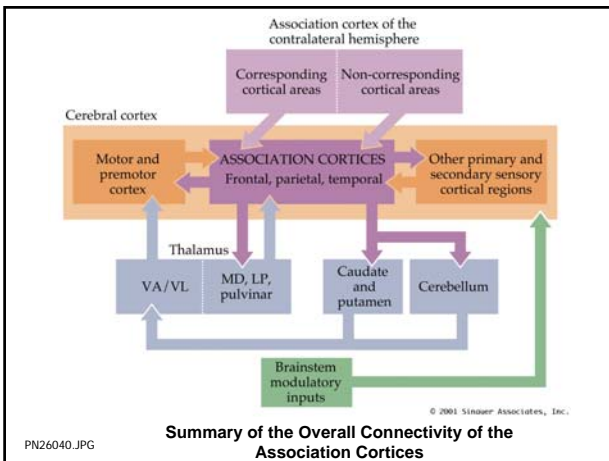 Association cortex of the
contralateral hemisphere
Corresponding
cortical areas
Non-corresponding
cortical areas
Cerebral cortex
Motor and
premotor
cortex
ASSOCIATION CORTICES
Frontal, parietal, temporal
Other primary and
secondary sensory
cortical regions
Thalamus
VA/VL
MD, LP,
pulvinar
Caudate
and
putamen
Cerebellum
Brainstem
modulatory
inputs
© 2001 Sinauer Associates, Inc.
PN26040.JPG
Summary of the Overall Connectivity of the
Association Cortices